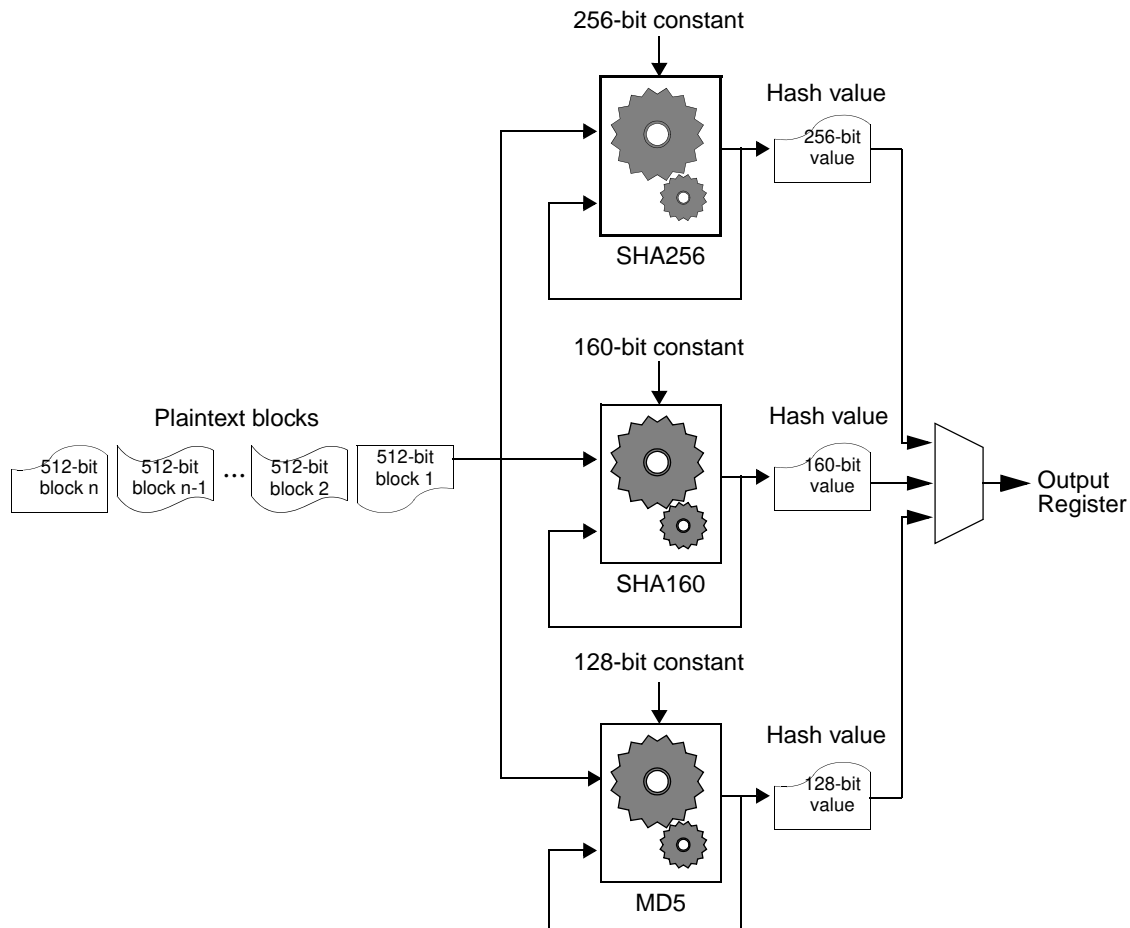 256-bit constant
Hash value
256-bit
value
SHA256
160-bit constant
Plaintext blocks
512-bit
block n
512-bit
block n-1
...
512-bit
block 2
512-bit
block 1
Hash value
160-bit
value
SHA160
Output
Register
128-bit constant
Hash value
128-bit
value
MD5